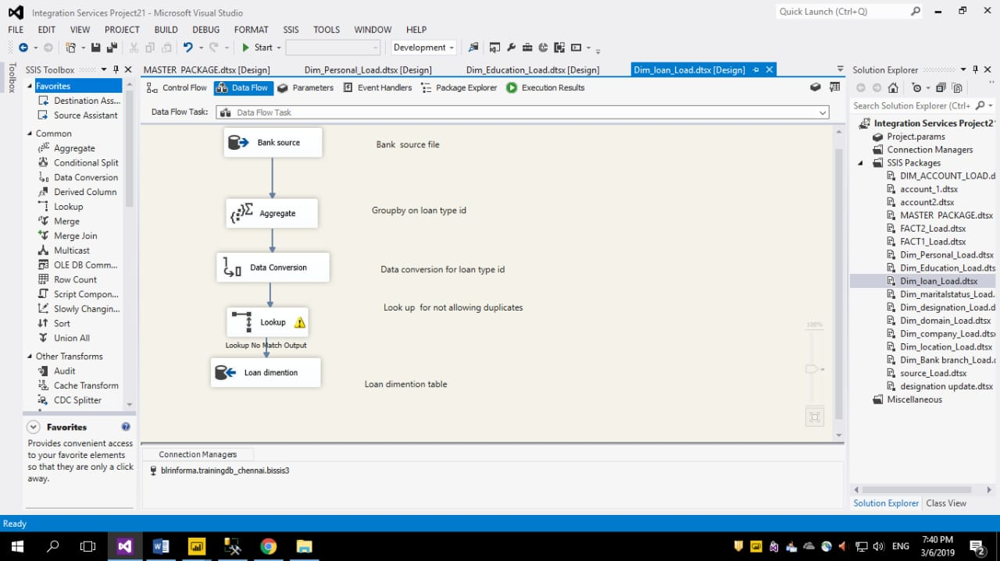 Integration Services Project21 - Microsoft Visual Studio
Quick Launch (Ctrl+Q)
FILE EDIT VIEW PROJECT BUILD DEBUG FORMAT SSIS TOOLS WINDOW HELP
Start Development
Toolbox
SSIS Toolbox
Favorites
Destination Ass...
Source Assistant
Common
Aggregate
Conditional Split
Data Conversion
Derived Column
Lookup
Merge
Merge Join
Multicast
OLE DB Comm...
Row Count
Script Compon...
Slowly Changin...
Sort
Union All
Other Transforms
Audit
Cache Transform
CDC Splitter
Favorites
Provides convenient access
to your favorite elements
so that they are only a click
away.
MASTER PACKAGE.dtsx [Design] Dim_Personal_Load.dtsx [Design] Dim_Education_Load.dtsx [Design] Dim_loan_Load.dtsx [Design]
Control Flow Data Flow Parameters Event Handlers Package Explorer Execution Results
Data Flow Task: Data Flow Task
Bank source Bank source file
Aggregate Groupby on loan type id
Data Conversion Data conversion for loan type id
Look up for not allowing duplicates
Lookup
Lookup No Match Output
Loan dimention
Loan dimention table
100%
Connection Managers
blrinforma.trainingdb_chennai.bissis3
Solution Explorer
Search Solution Explorer (Ctrl+
Integration Services Project2
Project.params
Connection Managers
SSIS Packages
DIM_ACCOUNT_LOAD.d
account_1.dtsx
account2.dtsx
MASTER PACKAGE.dtsx
FACT2_Load.dtsx
FACT1_Load.dtsx
Dim_Personal_Load.dtsx
Dim_Education_Load.dts
Dim_loan_Load.dtsx
Dim_maritalstatus_Load.
Dim_designation_Load.d
Dim_domain_Load.dtsx
Dim_company_Load.dtsx
Dim_location_Load.dtsx
Dim_Bank branch_Load.d
source_Load.dtsx
designation update.dtsx
Miscellaneous
Solution Explorer Class View
Ready
ENG
7:40 PM
3/6/2019
2